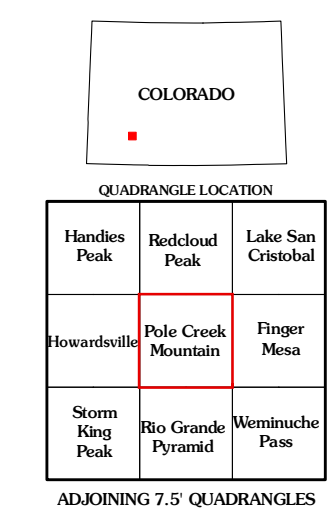 COLORADO
QUADRANGLE LOCATION
Handies
Peak
Redcloud
Peak
Lake San
Cristobal
Howardsville
Pole Creek
Mountain
Finger
Mesa
Storm
King
Peak
Rio Grande
Pyramid
Weminuche
Pass
ADJOINING 7.5' QUADRANGLES